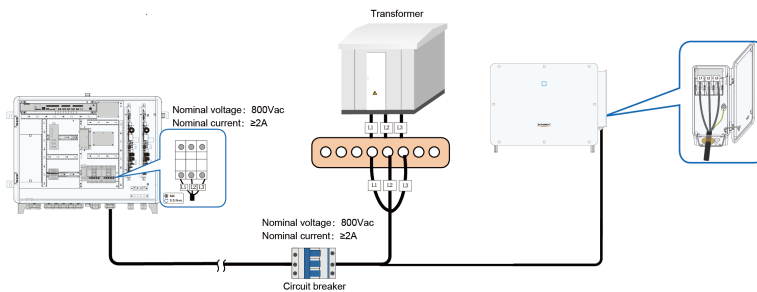 Transformer
Nominal voltage: 800Vac
Nominal current: ≥2A
L1 L2 L3
L1 L2 L3
L1 L2 L3
Nominal voltage: 800Vac
Nominal current: ≥2A
Circuit breaker